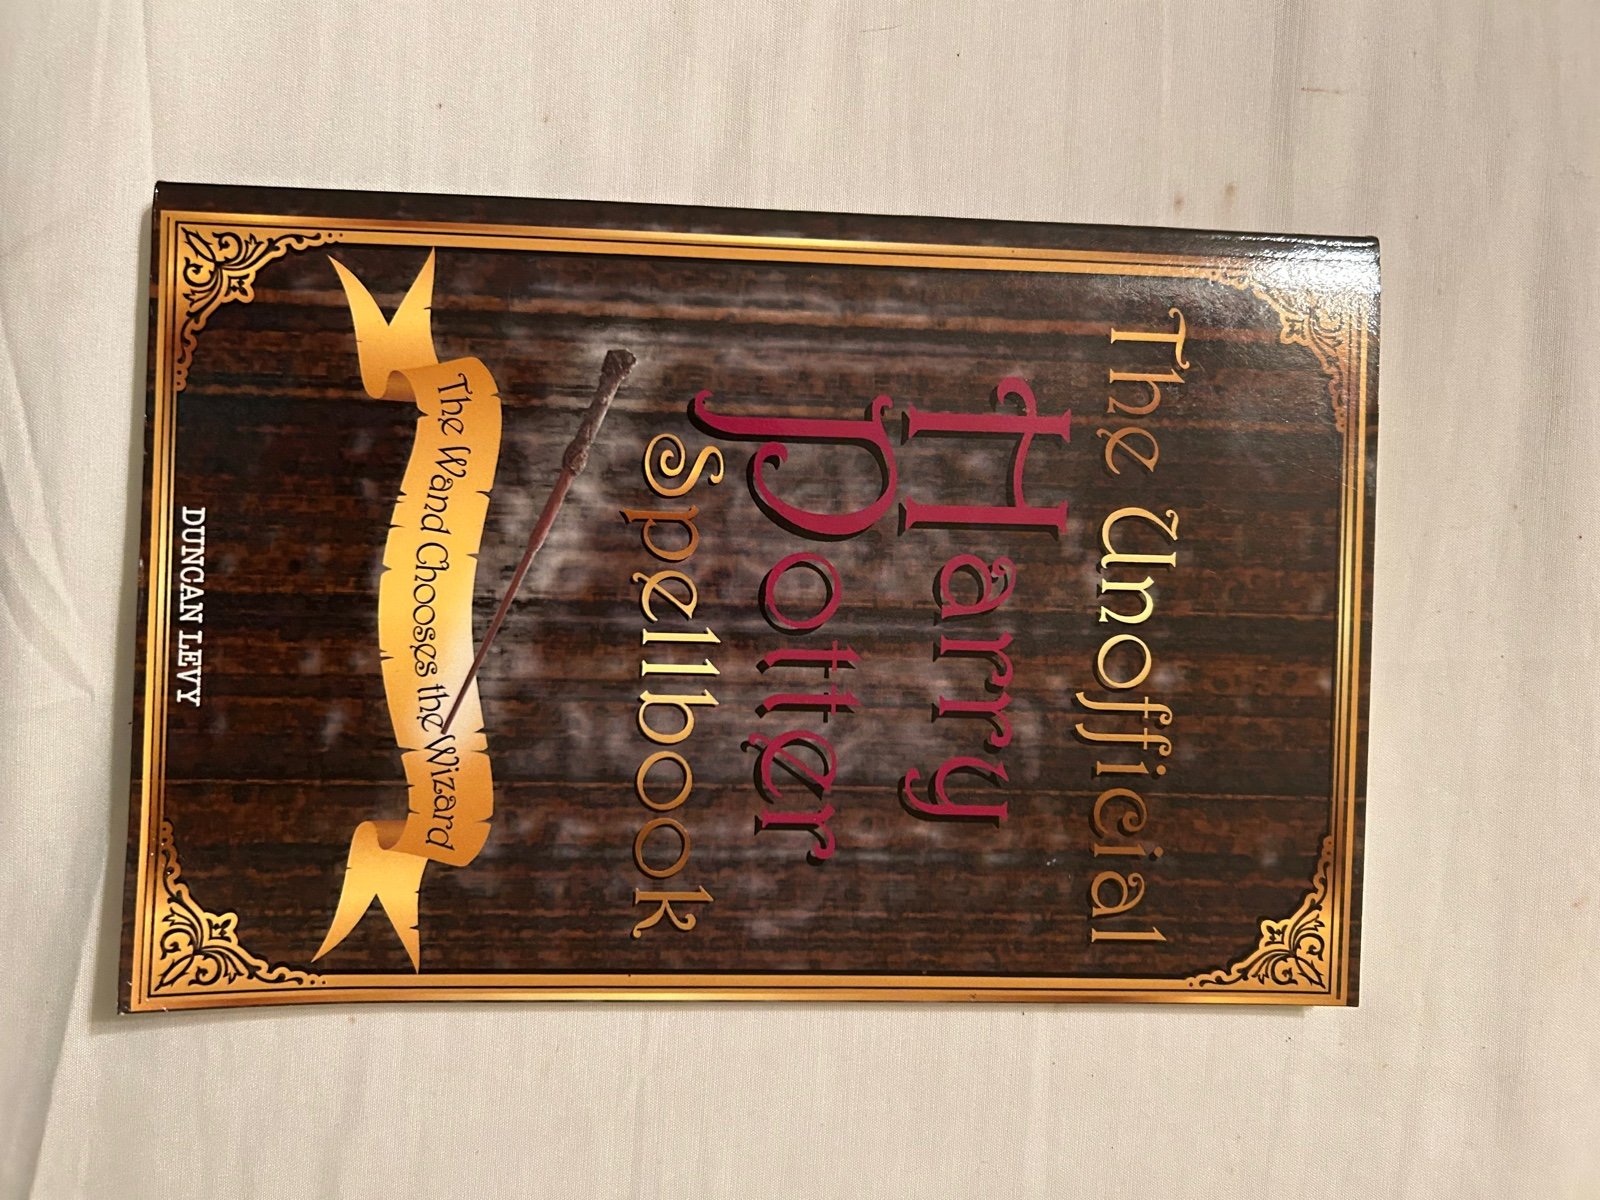 The Unofficial
Harry
Potter
Spellbook
The Wand Chooses the Wizard
DUNCAN LEVY